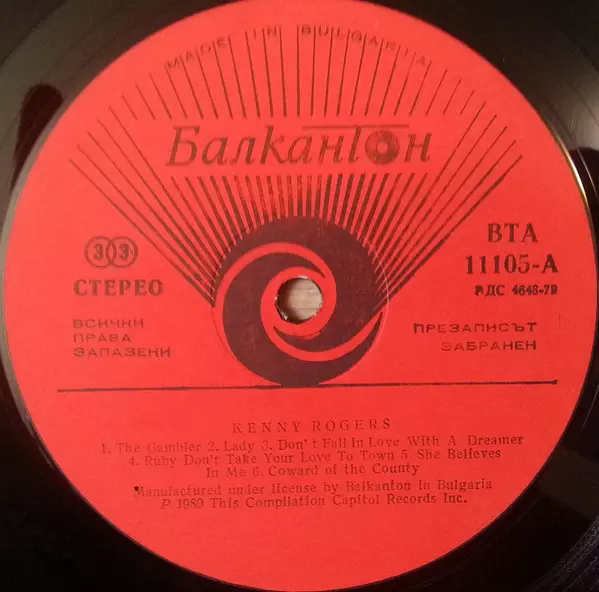 MADE IN BULGARIA
Балкантон
33
СТЕРЕО
ВСИЧКИ
ПРАВА
ЗАПАЗЕНИ
ВТА
11105-А
РДС 4648-79
ПРЕЗАПИСЪТ
ЗАБРАНЕН
KENNY ROGERS
1. The Gambler 2. Lady 3. Don't Fall in Love With A Dreamer
4. Ruby Don't Take Your Love To Town 5. She Believes
In Me 6. Coward of the County
Manufactured under license by Balkanton in Bulgaria
P 1980 This Compilation Capitol Records Inc.